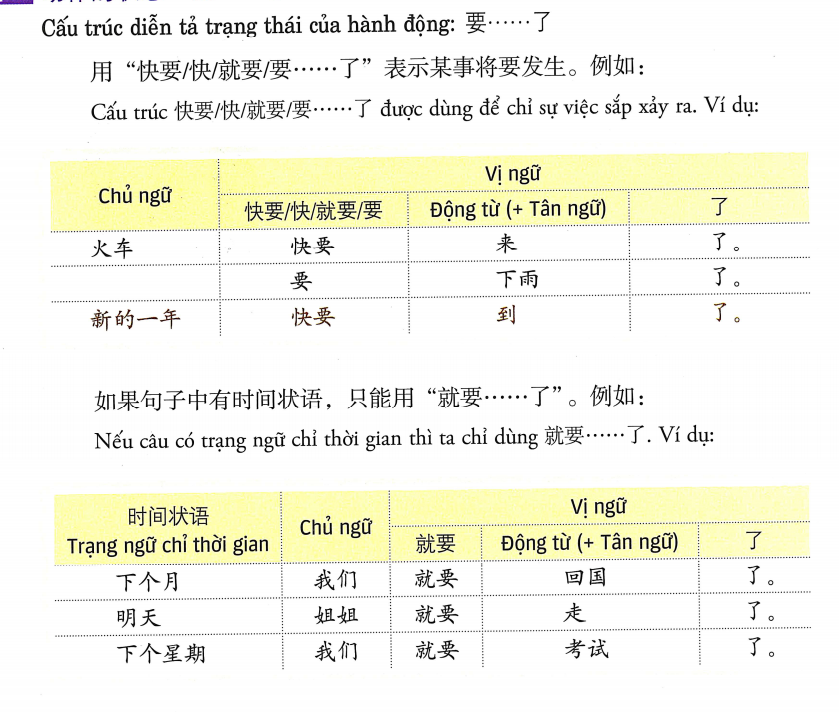 Cấu trúc diễn tả trạng thái của hành động: 要……了
用“快要/快/就要/要……了”表示某事将要发生。例如：
Cấu trúc 快要/快/就要/要……了 được dùng để chỉ sự việc sắp xảy ra. Ví dụ:
Chủ ngữ
Vị ngữ
快要/快/就要/要 Động từ (+ Tân ngữ) 了
火车 快要 来 了。
要 下雨 了。
新的一年 快要 到 了。
如果句子中有时间状语，只能用“就要……了”。例如：
Nếu câu có trạng ngữ chỉ thời gian thì ta chỉ dùng 就要……了. Ví dụ:
时间状语
Trạng ngữ chỉ thời gian
Chủ ngữ
Vị ngữ
就要 Động từ (+ Tân ngữ) 了
下个月 我们 就要 回国 了。
明天 姐姐 就要 走 了。
下个星期 我们 就要 考试 了。